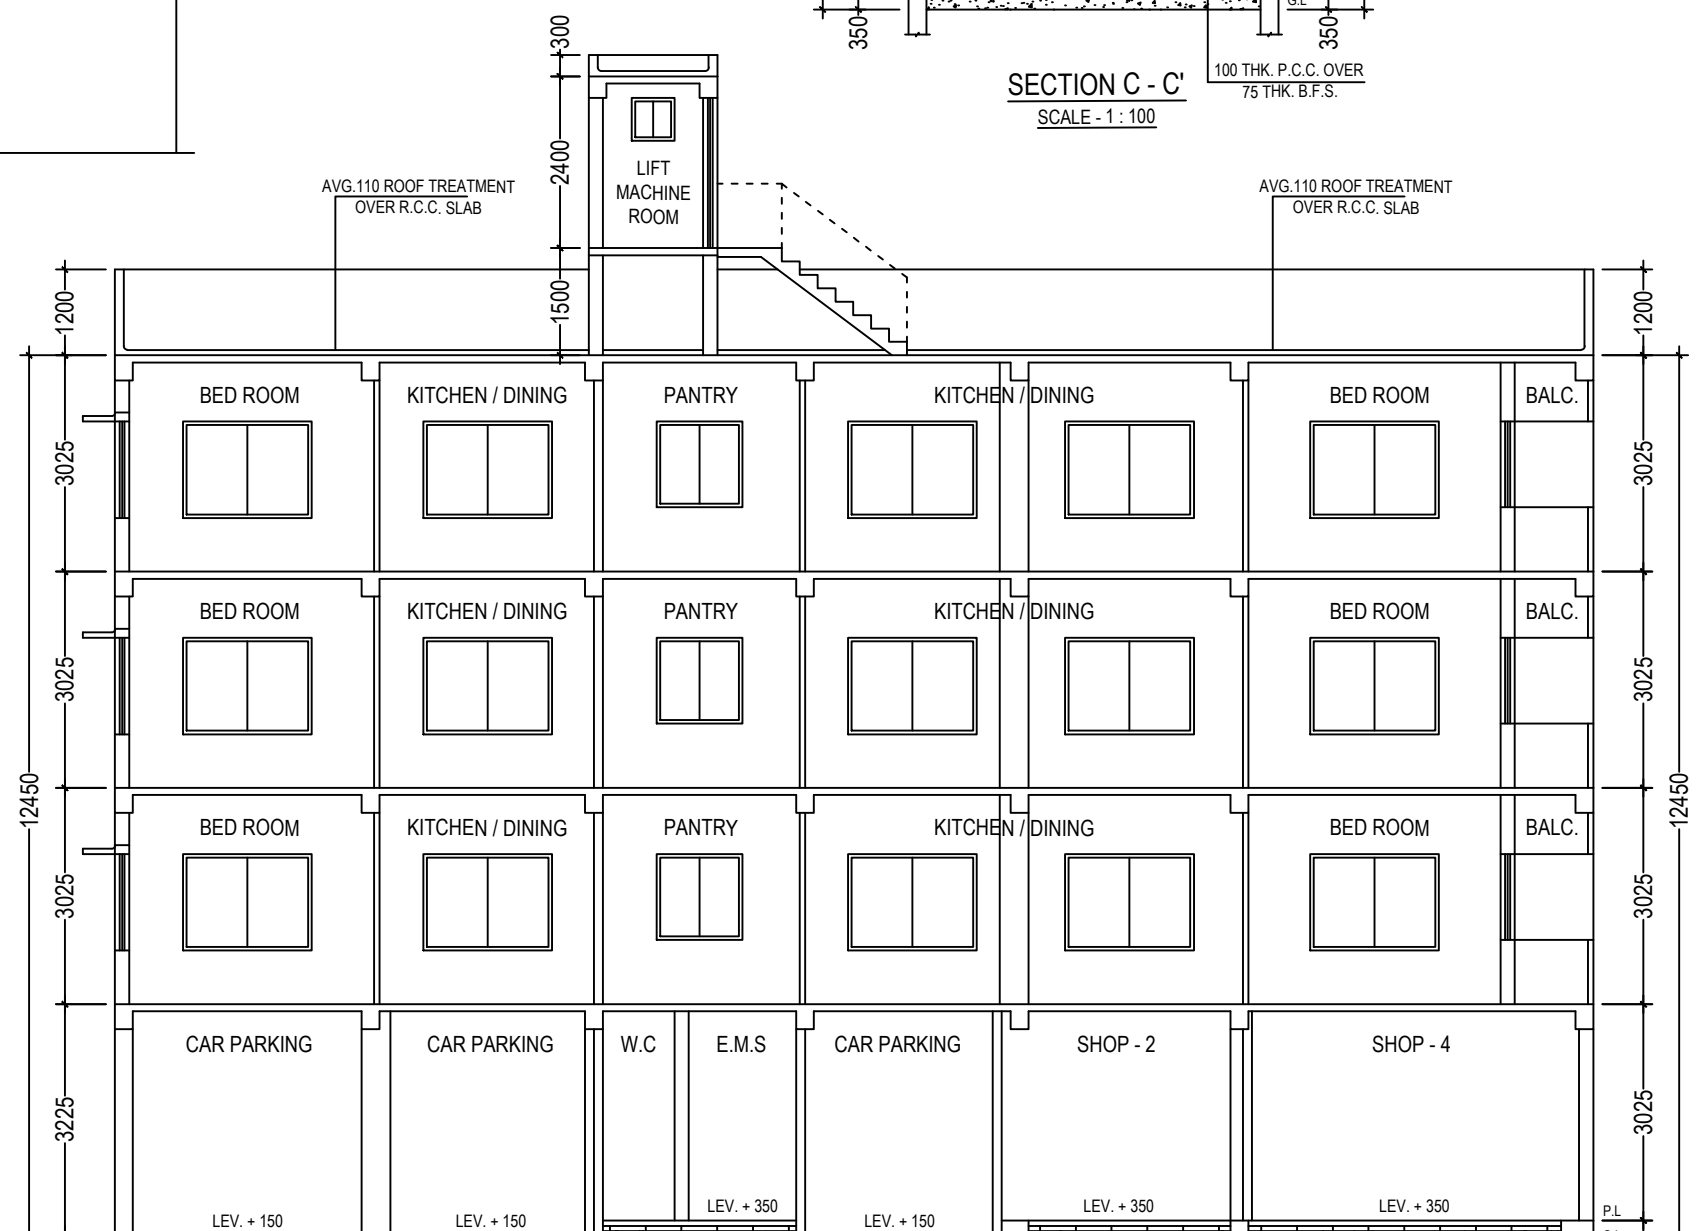 G.L
350
350
300
SECTION C - C'
SCALE - 1 : 100
100 THK. P.C.C. OVER
75 THK. B.F.S.
2400
LIFT
MACHINE
ROOM
AVG.110 ROOF TREATMENT
OVER R.C.C. SLAB
AVG.110 ROOF TREATMENT
OVER R.C.C. SLAB
1200
1500
1200
BED ROOM
KITCHEN / DINING
PANTRY
KITCHEN / DINING
BED ROOM
BALC.
3025
3025
BED ROOM
KITCHEN / DINING
PANTRY
KITCHEN / DINING
BED ROOM
BALC.
3025
3025
12450
12450
BED ROOM
KITCHEN / DINING
PANTRY
KITCHEN / DINING
BED ROOM
BALC.
3025
3025
CAR PARKING
CAR PARKING
W.C
E.M.S
CAR PARKING
SHOP - 2
SHOP - 4
3225
3025
LEV. + 150
LEV. + 150
LEV. + 350
LEV. + 150
LEV. + 350
LEV. + 350
P.L